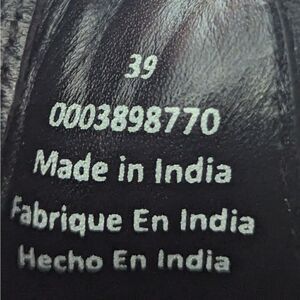 39
0003898770
Made in India
Fabrique En India
Hecho En India